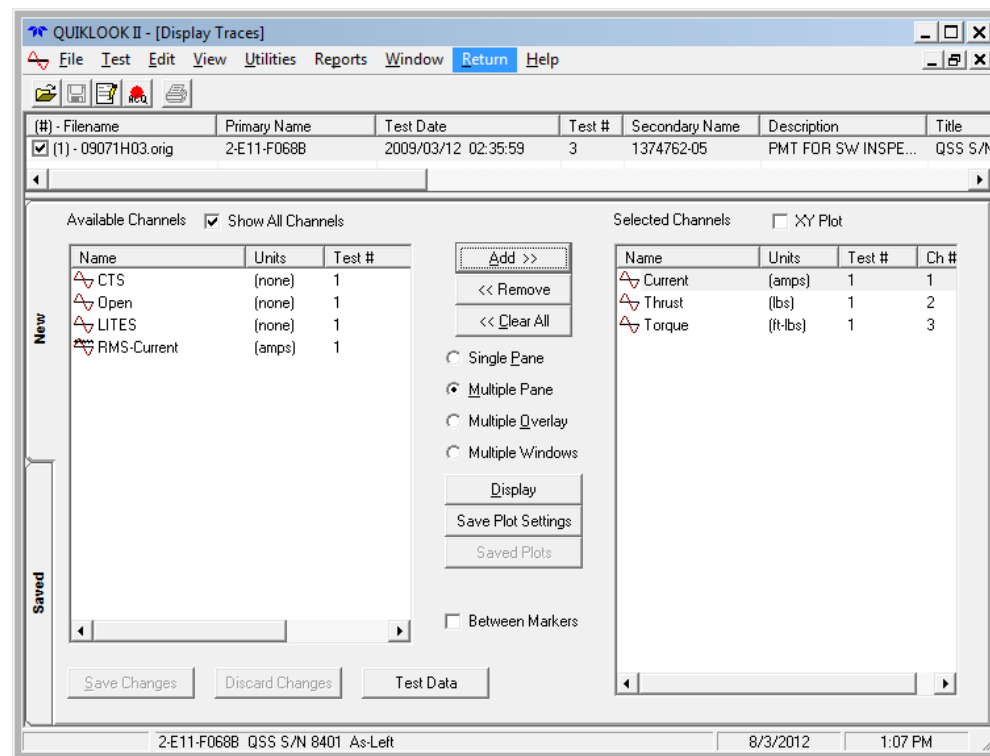 QUIKLOOK II - [Display Traces]
File Test Edit View Utilities Reports Window Return Help
ACQ
(#) - Filename Primary Name Test Date Test # Secondary Name Description Title
(1) - 09071H03.orig 2-E11-F068B 2009/03/12 02:35:59 3 1374762-05 PMT FOR SW INSPE... QSS S/N
Available Channels Show All Channels
Selected Channels XY Plot
Name Units Test #
CTS (none) 1
Open (none) 1
LITES (none) 1
RMS-Current (amps) 1
Add >>
<< Remove
<< Clear All
Single Pane
Multiple Pane
Multiple Overlay
Multiple Windows
Display
Save Plot Settings
Saved Plots
Between Markers
Name Units Test # Ch #
Current (amps) 1 1
Thrust (lbs) 1 2
Torque (ft-lbs) 1 3
New
Saved
Save Changes Discard Changes Test Data
2-E11-F068B QSS S/N 8401 As-Left 8/3/2012 1:07 PM